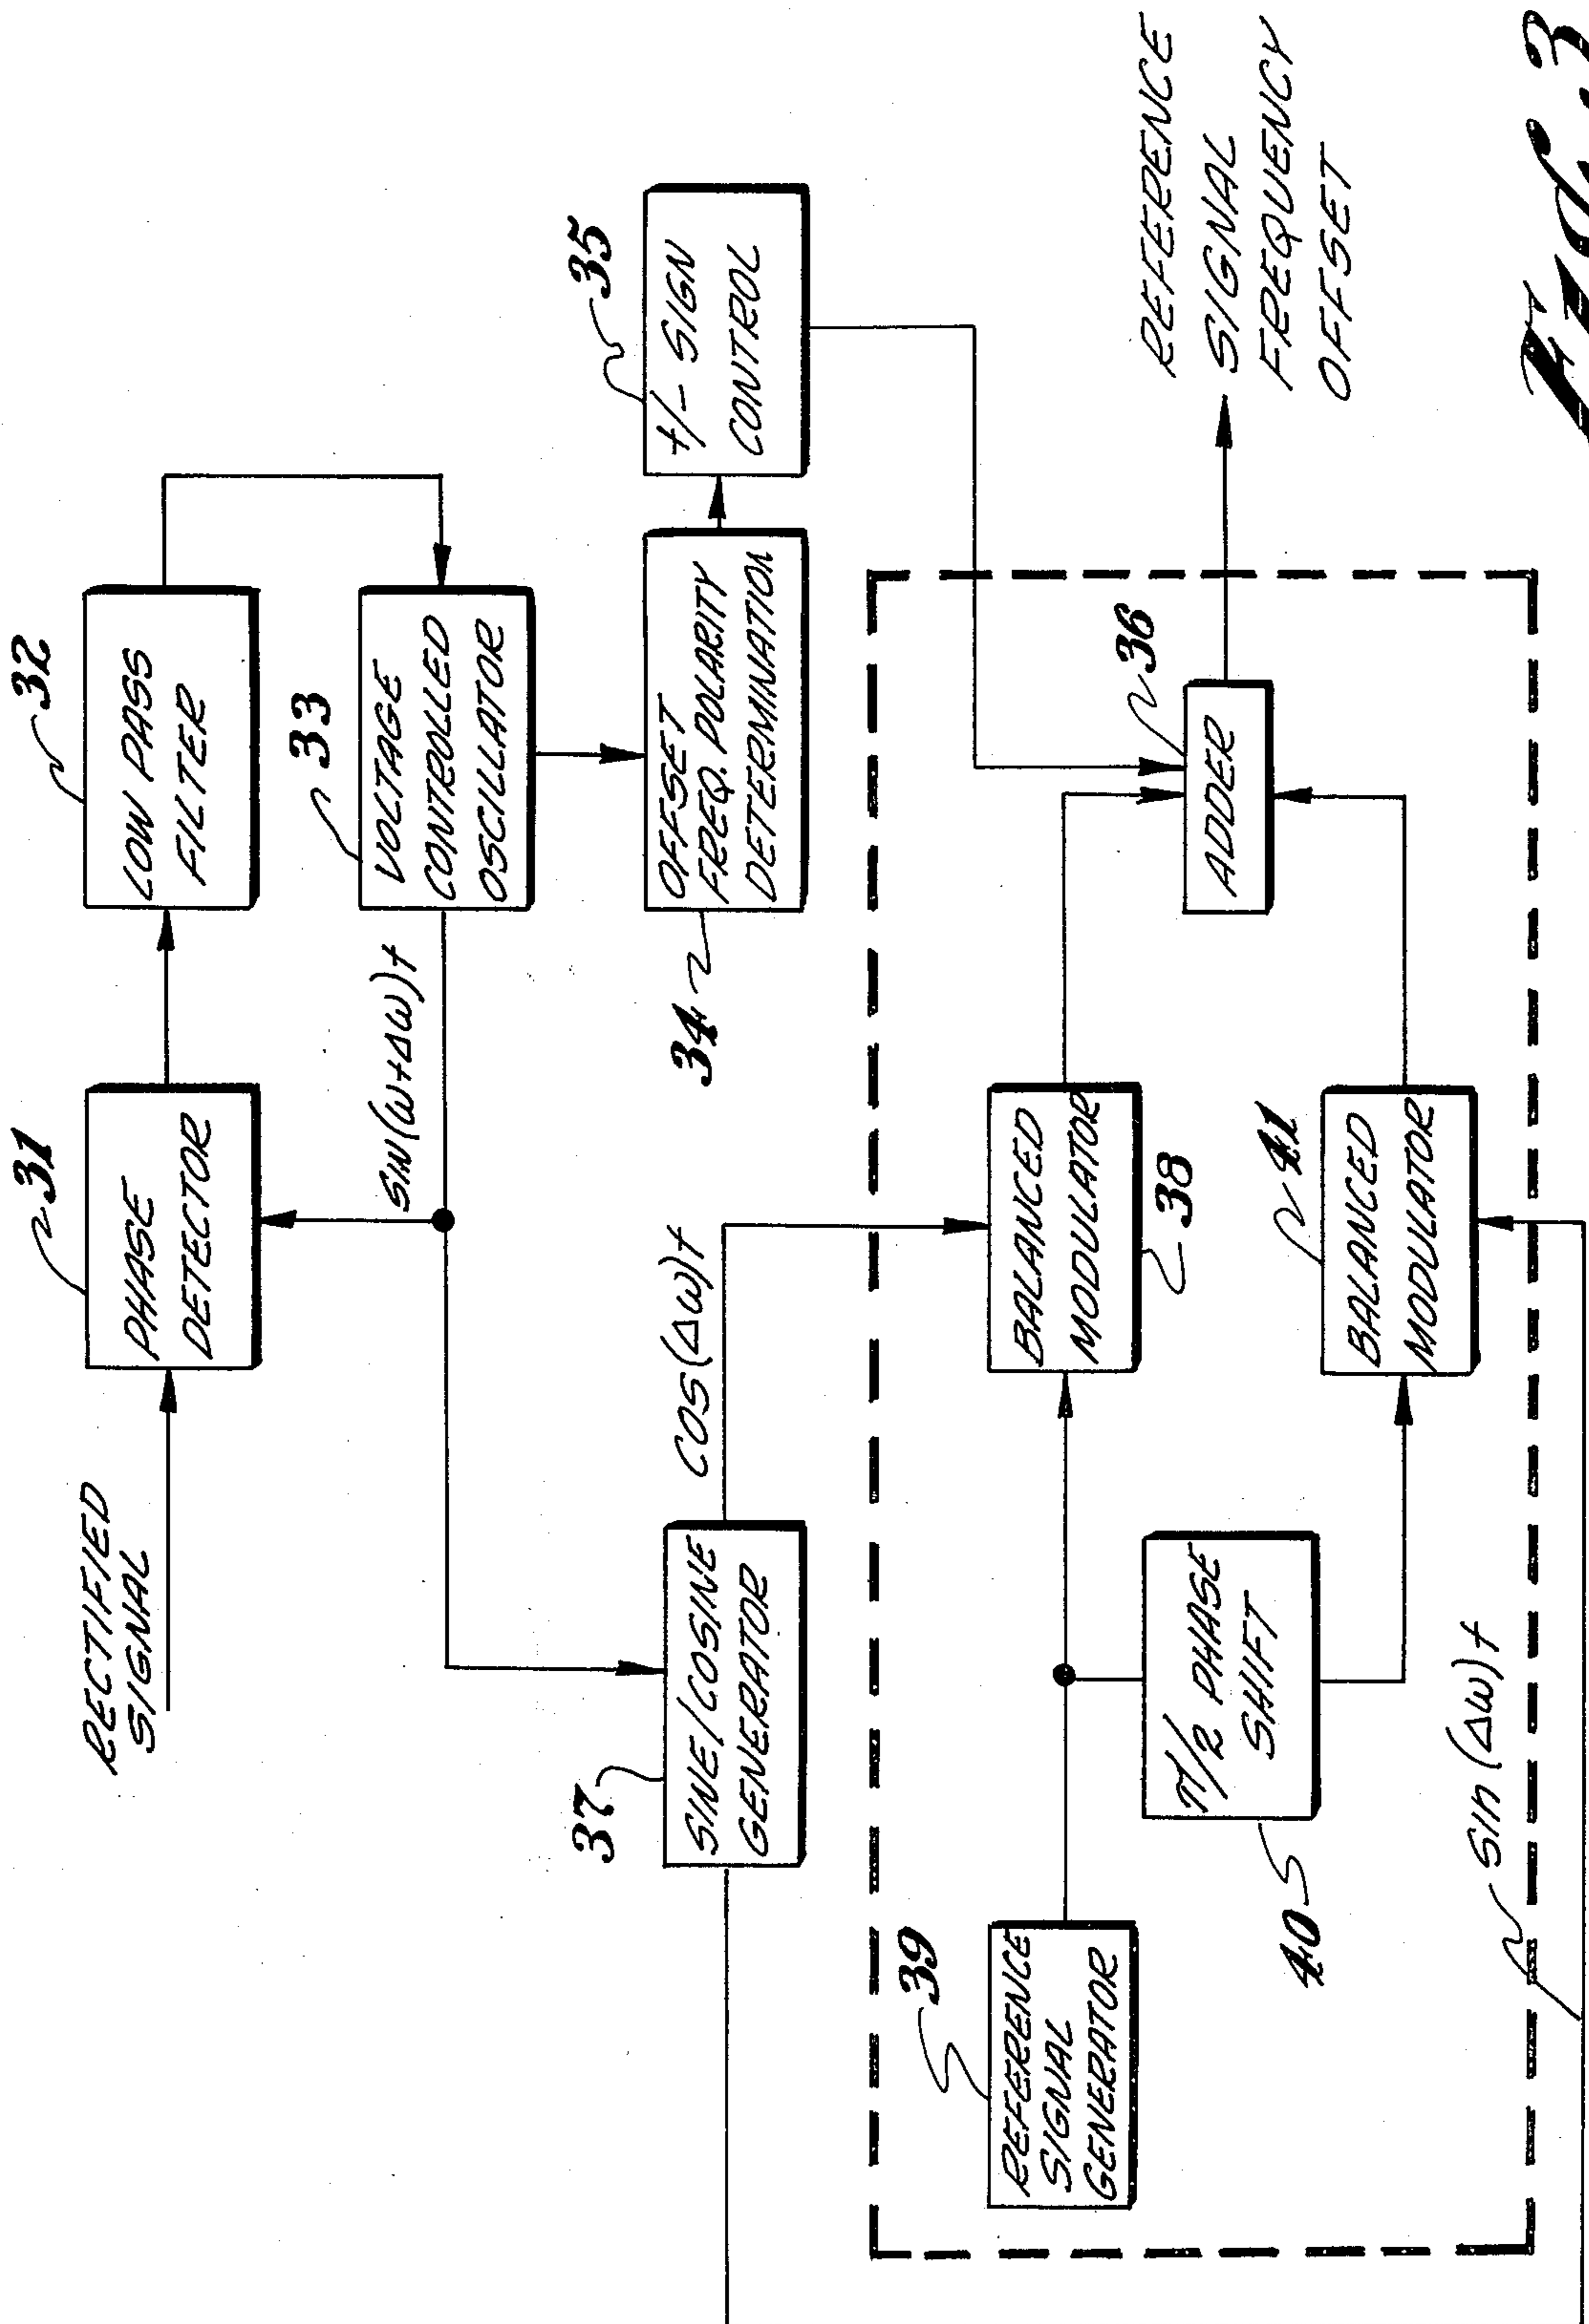 RECTIFIED
SIGNAL
31
PHASE
DETECTOR
32
LOW PASS
FILTER
33
VOLTAGE
CONTROLLED
OSCILLATOR
SIN(ω+Δω)t
34
OFFSET
FREQ. POLARITY
DETERMINATION
35
+/- SIGN
CONTROL
37
SINE/COSINE
GENERATOR
COS(Δω)t
39
REFERENCE
SIGNAL
GENERATOR
BALANCED
MODULATOR
38
36
ADDER
REFERENCE
SIGNAL
FREQUENCY
OFFSET
π/2 PHASE
SHIFT
40
41
BALANCED
MODULATOR
sin(Δω)t
FIG. 3